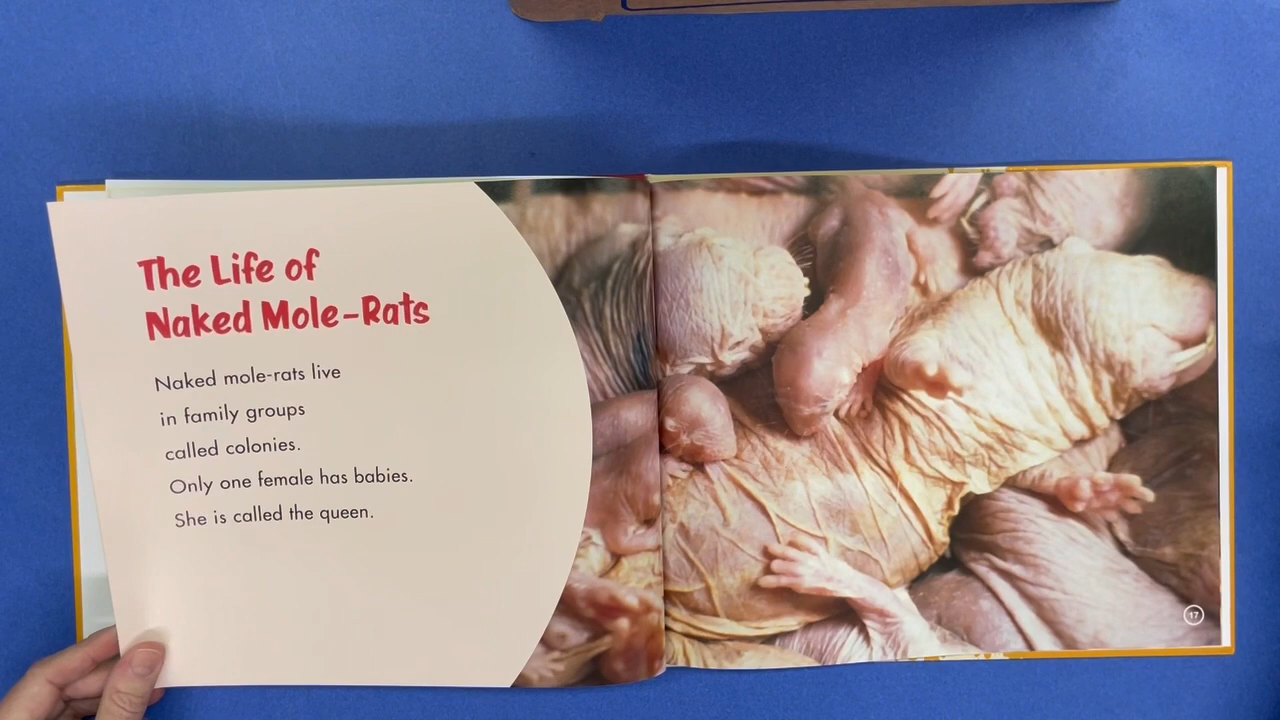 The Life of
Naked Mole-Rats
Naked mole-rats live
in family groups
called colonies.
Only one female has babies.
She is called the queen.
17